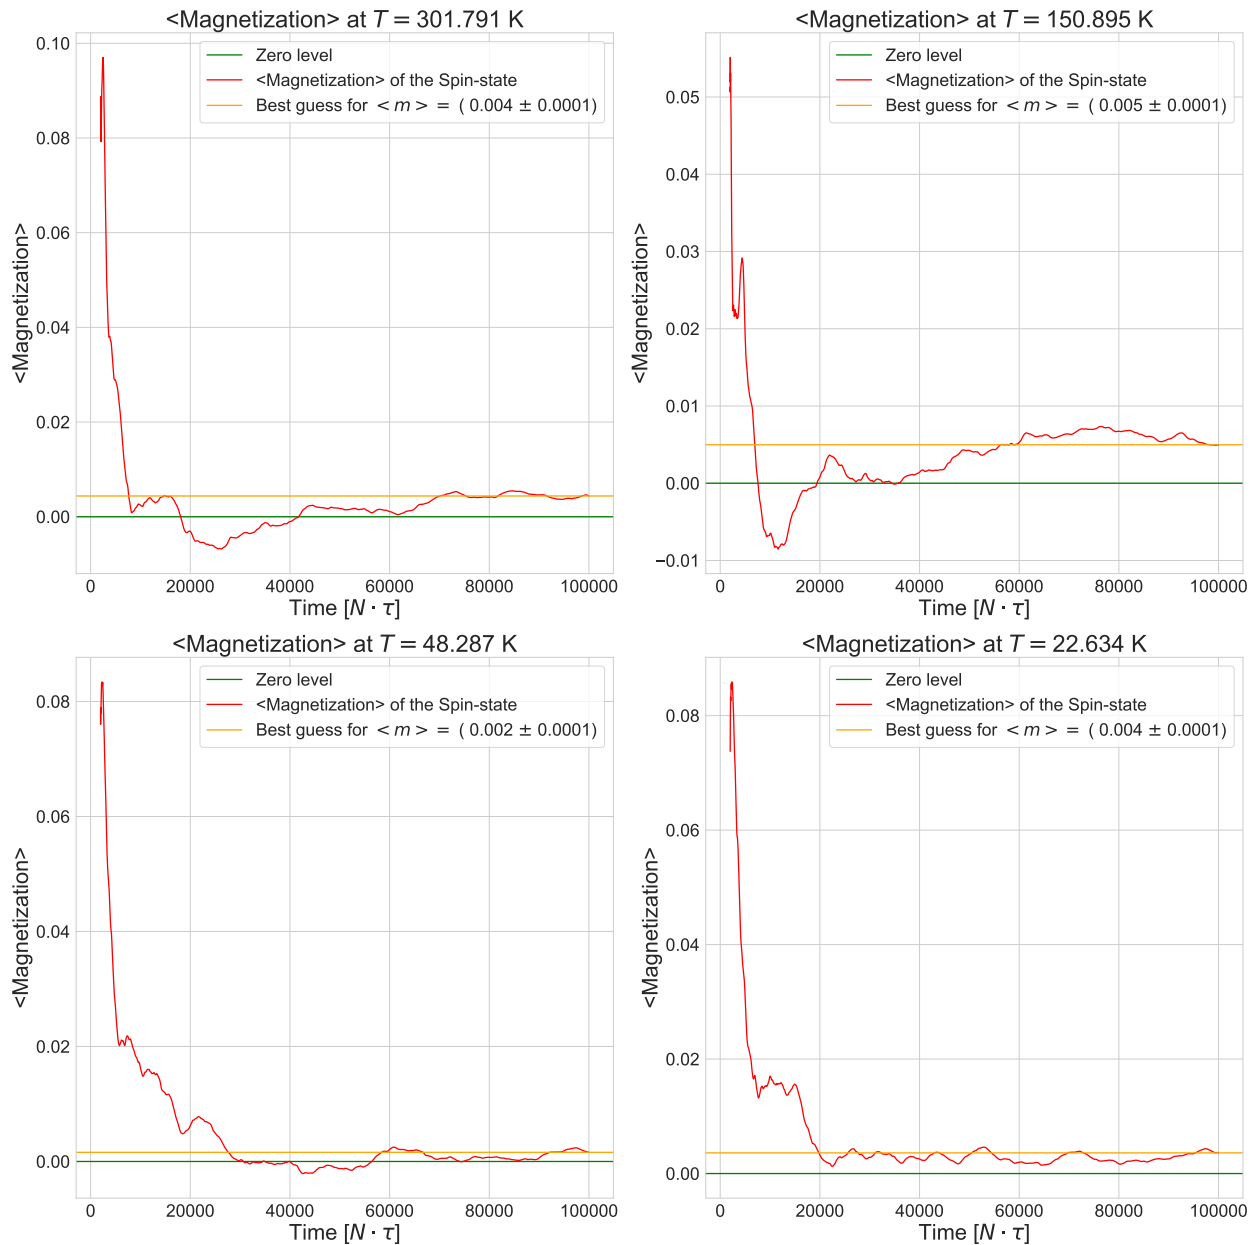 <Magnetization> at T = 301.791 K
Zero level
<Magnetization> of the Spin-state
Best guess for < m > = ( 0.004 ± 0.0001)
0.10
0.08
0.06
0.04
0.02
0.00
<Magnetization>
0 20000 40000 60000 80000 100000
Time [N · τ]
<Magnetization> at T = 150.895 K
Zero level
<Magnetization> of the Spin-state
Best guess for < m > = ( 0.005 ± 0.0001)
0.05
0.04
0.03
0.02
0.01
0.00
−0.01
<Magnetization>
0 20000 40000 60000 80000 100000
Time [N · τ]
<Magnetization> at T = 48.287 K
Zero level
<Magnetization> of the Spin-state
Best guess for < m > = ( 0.002 ± 0.0001)
0.08
0.06
0.04
0.02
0.00
<Magnetization>
0 20000 40000 60000 80000 100000
Time [N · τ]
<Magnetization> at T = 22.634 K
Zero level
<Magnetization> of the Spin-state
Best guess for < m > = ( 0.004 ± 0.0001)
0.08
0.06
0.04
0.02
0.00
<Magnetization>
0 20000 40000 60000 80000 100000
Time [N · τ]